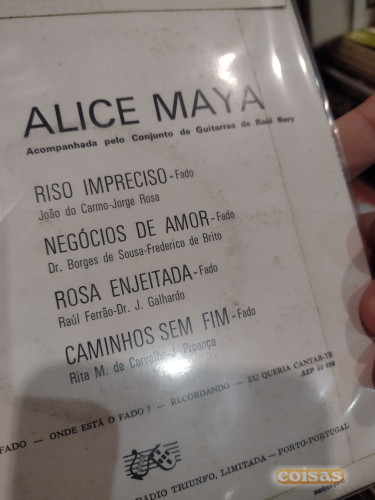 ALICE MAYA
Acompanhada pelo Conjunto de Guitarras de Raúl Nery
RISO IMPRECISO - Fado
João do Carmo-Jorge Rosa
NEGÓCIOS DE AMOR - Fado
Dr. Borges de Sousa-Frederico de Brito
ROSA ENJEITADA - Fado
Raúl Ferrão-Dr. J. Galhardo
CAMINHOS SEM FIM - Fado
Rita M. de Carvalho-J. Proença
FADO — ONDE ESTÁ O FADO? — RECORDANDO — EU QUERIA CANTAR-TE
AEP
RADIO TRIUNFO, LIMITADA — PORTO-PORTUGAL
coisas